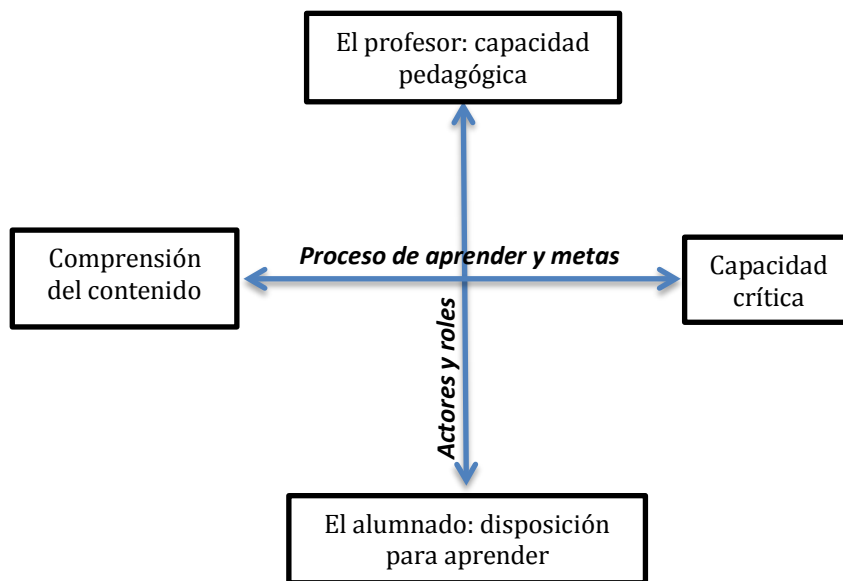 El profesor: capacidad
pedagógica
Comprensión
del contenido
Proceso de aprender y metas
Capacidad
crítica
Actores y roles
El alumnado: disposición
para aprender